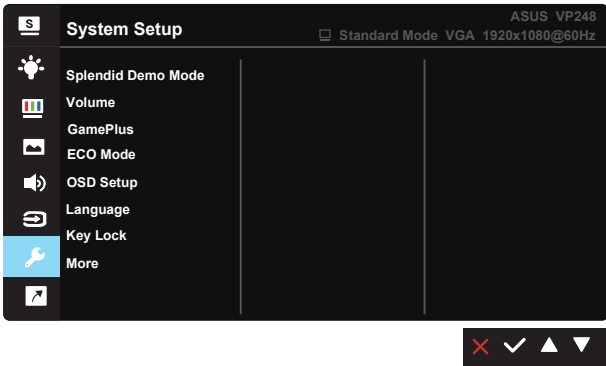 S
System Setup
ASUS VP248
Standard Mode VGA 1920x1080@60Hz
Splendid Demo Mode
Volume
GamePlus
ECO Mode
OSD Setup
Language
Key Lock
More